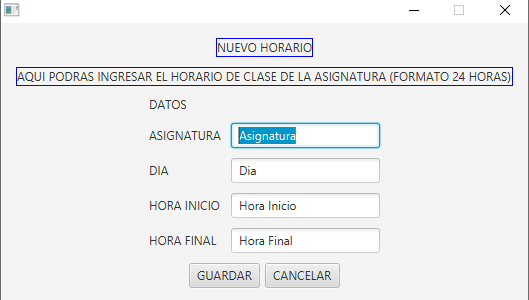 NUEVO HORARIO
AQUI PODRAS INGRESAR EL HORARIO DE CLASE DE LA ASIGNATURA (FORMATO 24 HORAS)
DATOS
ASIGNATURA Asignatura
DIA Dia
HORA INICIO Hora Inicio
HORA FINAL Hora Final
GUARDAR CANCELAR